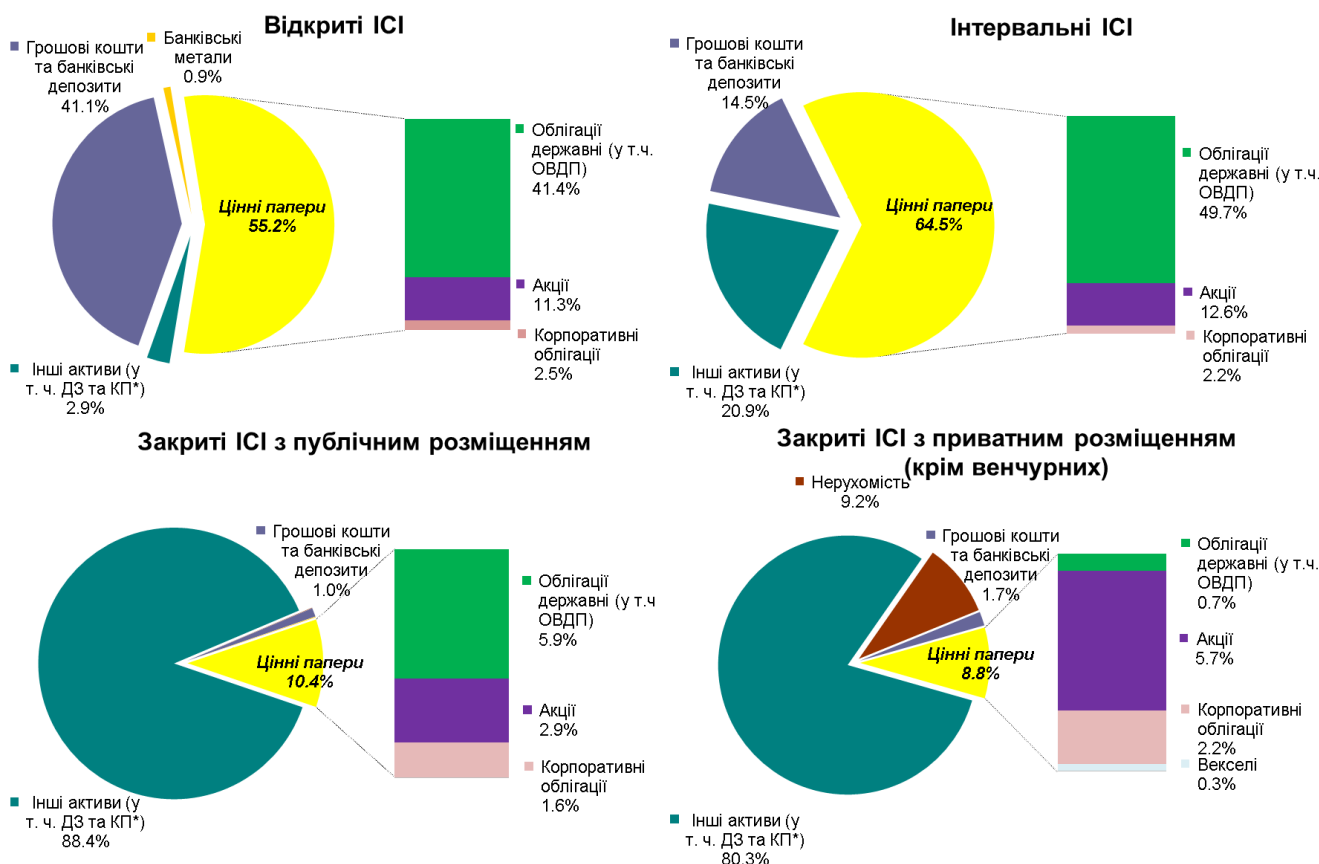 Відкриті ІСІ
Грошові кошти
та банківські
депозити
41.1%
Банківські
метали
0.9%
Цінні папери
55.2%
Облігації
державні (у т.ч.
ОВДП)
41.4%
Акції
11.3%
Корпоративні
облігації
2.5%
Інші активи (у
т. ч. ДЗ та КП*)
2.9%
Інтервальні ІСІ
Грошові кошти
та банківські
депозити
14.5%
Цінні папери
64.5%
Облігації
державні (у т.ч.
ОВДП)
49.7%
Акції
12.6%
Корпоративні
облігації
2.2%
Інші активи (у
т. ч. ДЗ та КП*)
20.9%
Закриті ІСІ з публічним розміщенням
Грошові кошти
та банківські
депозити
1.0%
Цінні папери
10.4%
Облігації
державні (у т.ч
ОВДП)
5.9%
Акції
2.9%
Корпоративні
облігації
1.6%
Інші активи (у
т. ч. ДЗ та КП*)
88.4%
Закриті ІСІ з приватним розміщенням
(крім венчурних)
Нерухомість
9.2%
Грошові кошти
та банківські
депозити
1.7%
Цінні папери
8.8%
Облігації
державні (у т.ч.
ОВДП)
0.7%
Акції
5.7%
Корпоративні
облігації
2.2%
Векселі
0.3%
Інші активи (у
т. ч. ДЗ та КП*)
80.3%